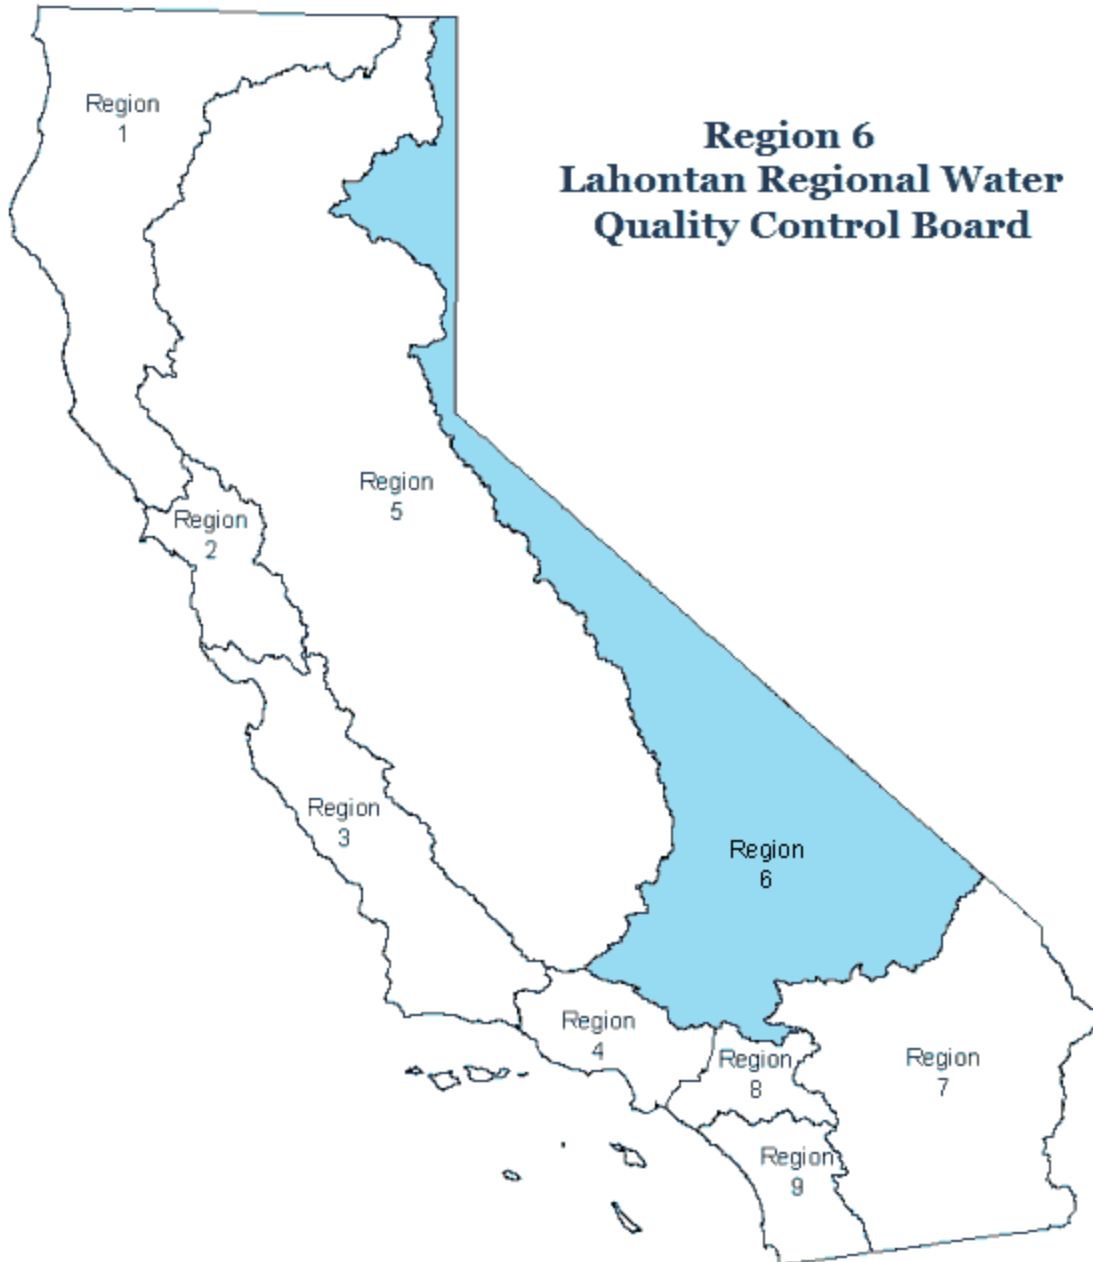 Region
1
Region 6
Lahontan Regional Water
Quality Control Board
Region
5
Region
2
Region
3
Region
6
Region
4
Region
8
Region
7
Region
9